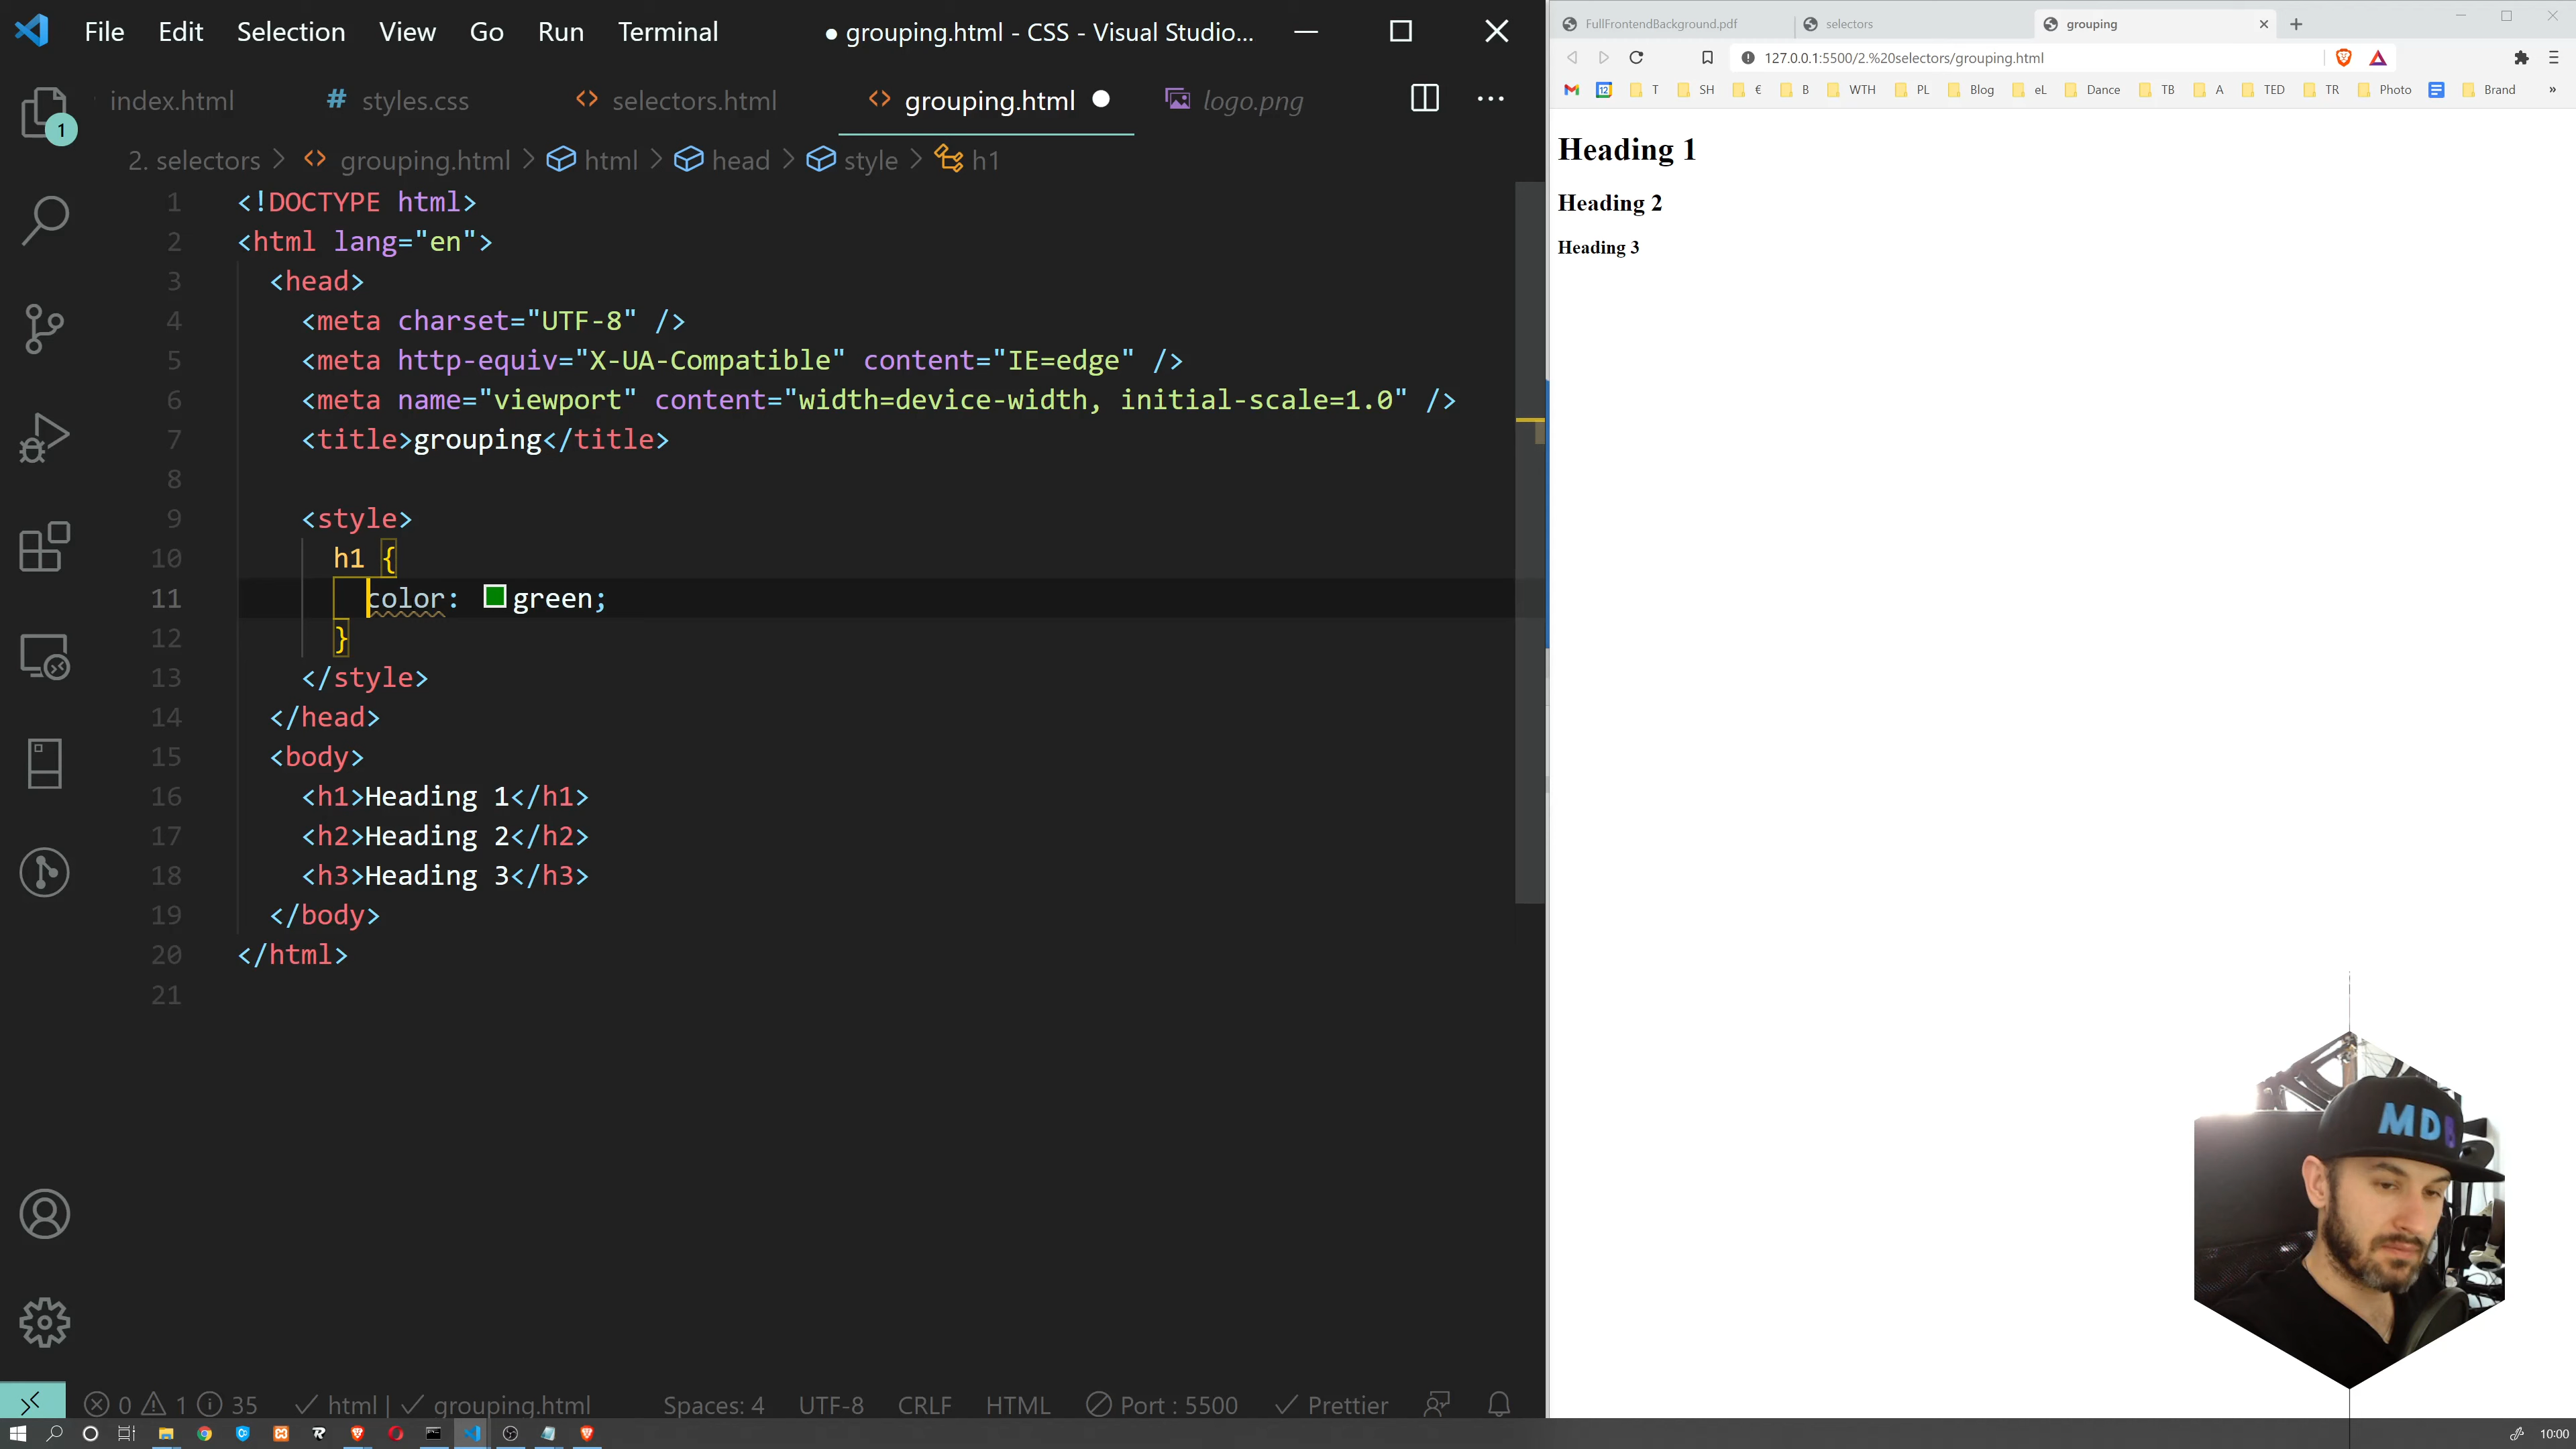 File Edit Selection View Go Run Terminal
● grouping.html - CSS - Visual Studio...
index.html # styles.css <> selectors.html <> grouping.html logo.png
1
2. selectors > <> grouping.html > html > head > style > h1
1 <!DOCTYPE html>
2 <html lang="en">
3 <head>
4 <meta charset="UTF-8" />
5 <meta http-equiv="X-UA-Compatible" content="IE=edge" />
6 <meta name="viewport" content="width=device-width, initial-scale=1.0" />
7 <title>grouping</title>
8
9 <style>
10 h1 {
11 color: green;
12 }
13 </style>
14 </head>
15 <body>
16 <h1>Heading 1</h1>
17 <h2>Heading 2</h2>
18 <h3>Heading 3</h3>
19 </body>
20 </html>
21
0 1 35 html | grouping.html Spaces: 4 UTF-8 CRLF HTML Port : 5500 Prettier
FullFrontendBackground.pdf selectors grouping
127.0.0.1:5500/2.%20selectors/grouping.html
12 T SH € B WTH PL Blog eL Dance TB A TED TR Photo Brand »
Heading 1
Heading 2
Heading 3
MDB
10:00